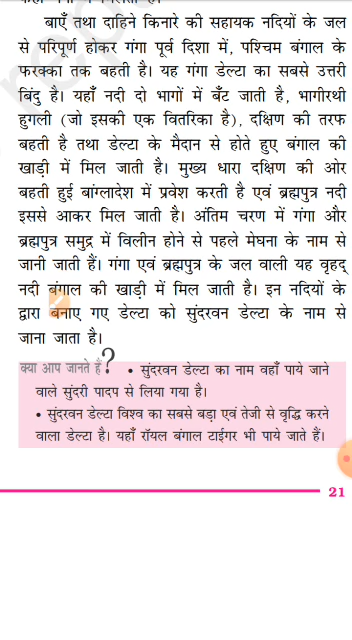 बाएँ तथा दाहिने किनारे की सहायक नदियों के जल
से परिपूर्ण होकर गंगा पूर्व दिशा में, पश्चिम बंगाल के
फरक्का तक बहती है। यह गंगा डेल्टा का सबसे उत्तरी
बिंदु है। यहाँ नदी दो भागों में बँट जाती है, भागीरथी
हुगली (जो इसकी एक वितरिका है), दक्षिण की तरफ
बहती है तथा डेल्टा के मैदान से होते हुए बंगाल की
खाड़ी में मिल जाती है। मुख्य धारा दक्षिण की ओर
बहती हुई बांग्लादेश में प्रवेश करती है एवं ब्रह्मपुत्र नदी
इससे आकर मिल जाती है। अंतिम चरण में गंगा और
ब्रह्मपुत्र समुद्र में विलीन होने से पहले मेघना के नाम से
जानी जाती हैं। गंगा एवं ब्रह्मपुत्र के जल वाली यह वृहद्
नदी बंगाल की खाड़ी में मिल जाती है। इन नदियों के
द्वारा बनाए गए डेल्टा को सुंदरवन डेल्टा के नाम से
जाना जाता है।
क्या आप जानते हैं? • सुंदरवन डेल्टा का नाम वहाँ पाये जाने
वाले सुंदरी पादप से लिया गया है।
• सुंदरवन डेल्टा विश्व का सबसे बड़ा एवं तेजी से वृद्धि करने
वाला डेल्टा है। यहाँ रॉयल बंगाल टाईगर भी पाये जाते हैं।
21